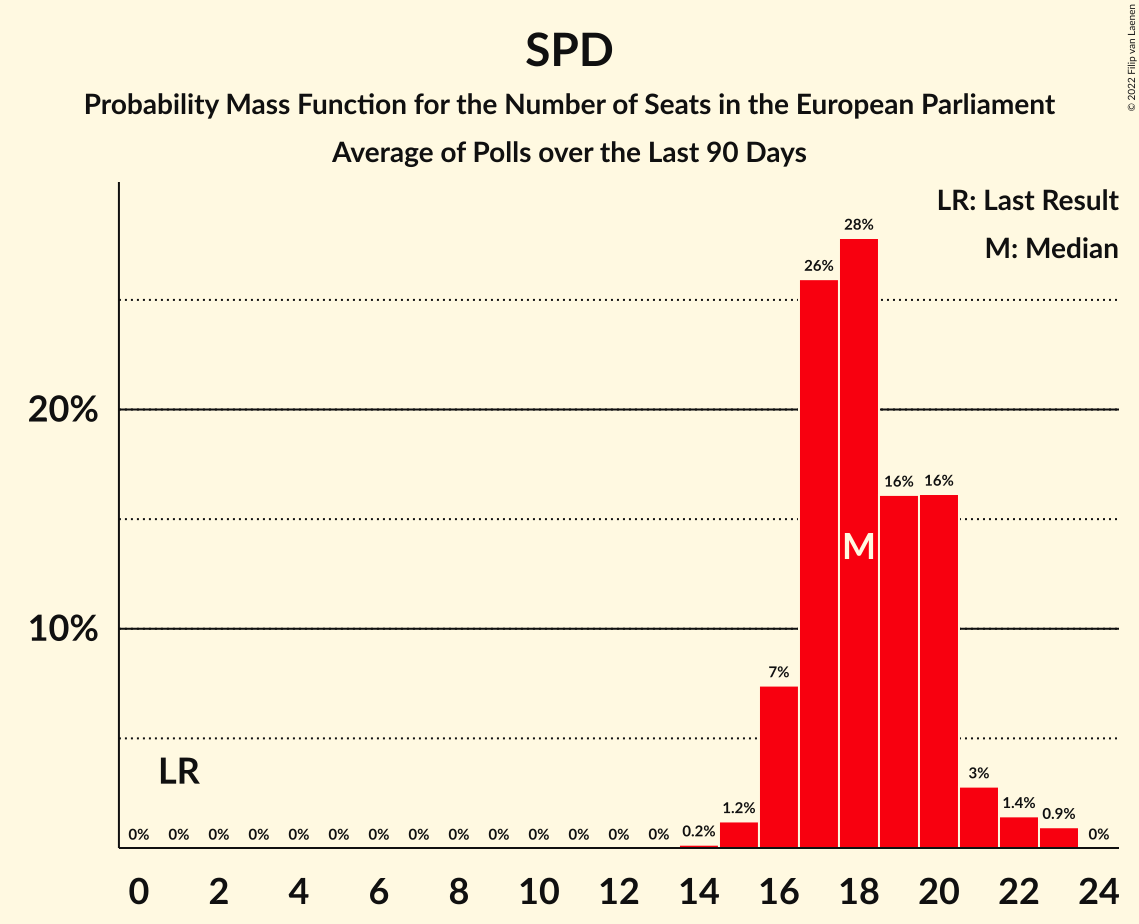 SPD
Probability Mass Function for the Number of Seats in the European Parliament
Average of Polls over the Last 90 Days
© 2022 Filip van Laenen
LR: Last Result
M: Median
28%
26%
20%
16% 16%
M
10%
7%
LR
3%
1.2% 1.4% 0.9%
0% 0% 0% 0% 0% 0% 0% 0% 0% 0% 0% 0% 0% 0% 0.2% 0%
0 2 4 6 8 10 12 14 16 18 20 22 24